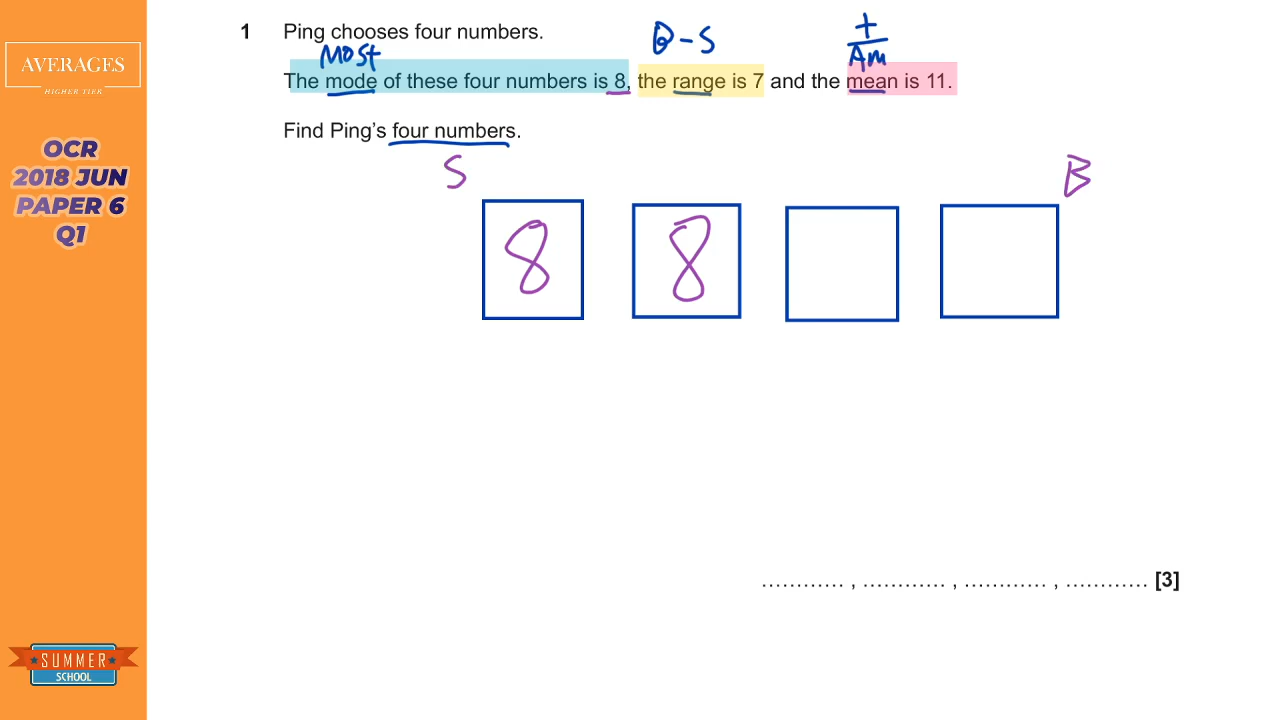 AVERAGES
HIGHER TIER
OCR
2018 JUN
PAPER 6
Q1
SUMMER
SCHOOL
1 Ping chooses four numbers.
MOST B-S + Am
The mode of these four numbers is 8, the range is 7 and the mean is 11.
Find Ping's four numbers.
S B
8 8
………… , ………… , ………… , ………… [3]